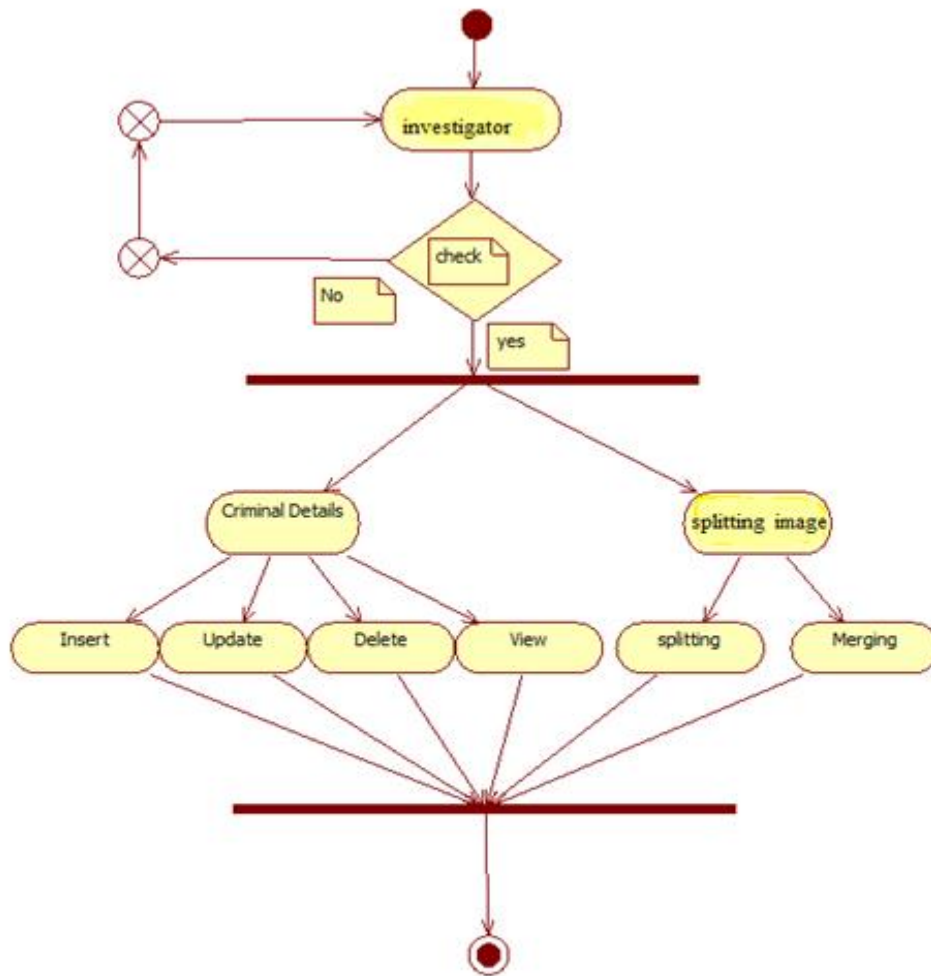 investigator
check
No
yes
Criminal Details
splitting image
Insert
Update
Delete
View
splitting
Merging